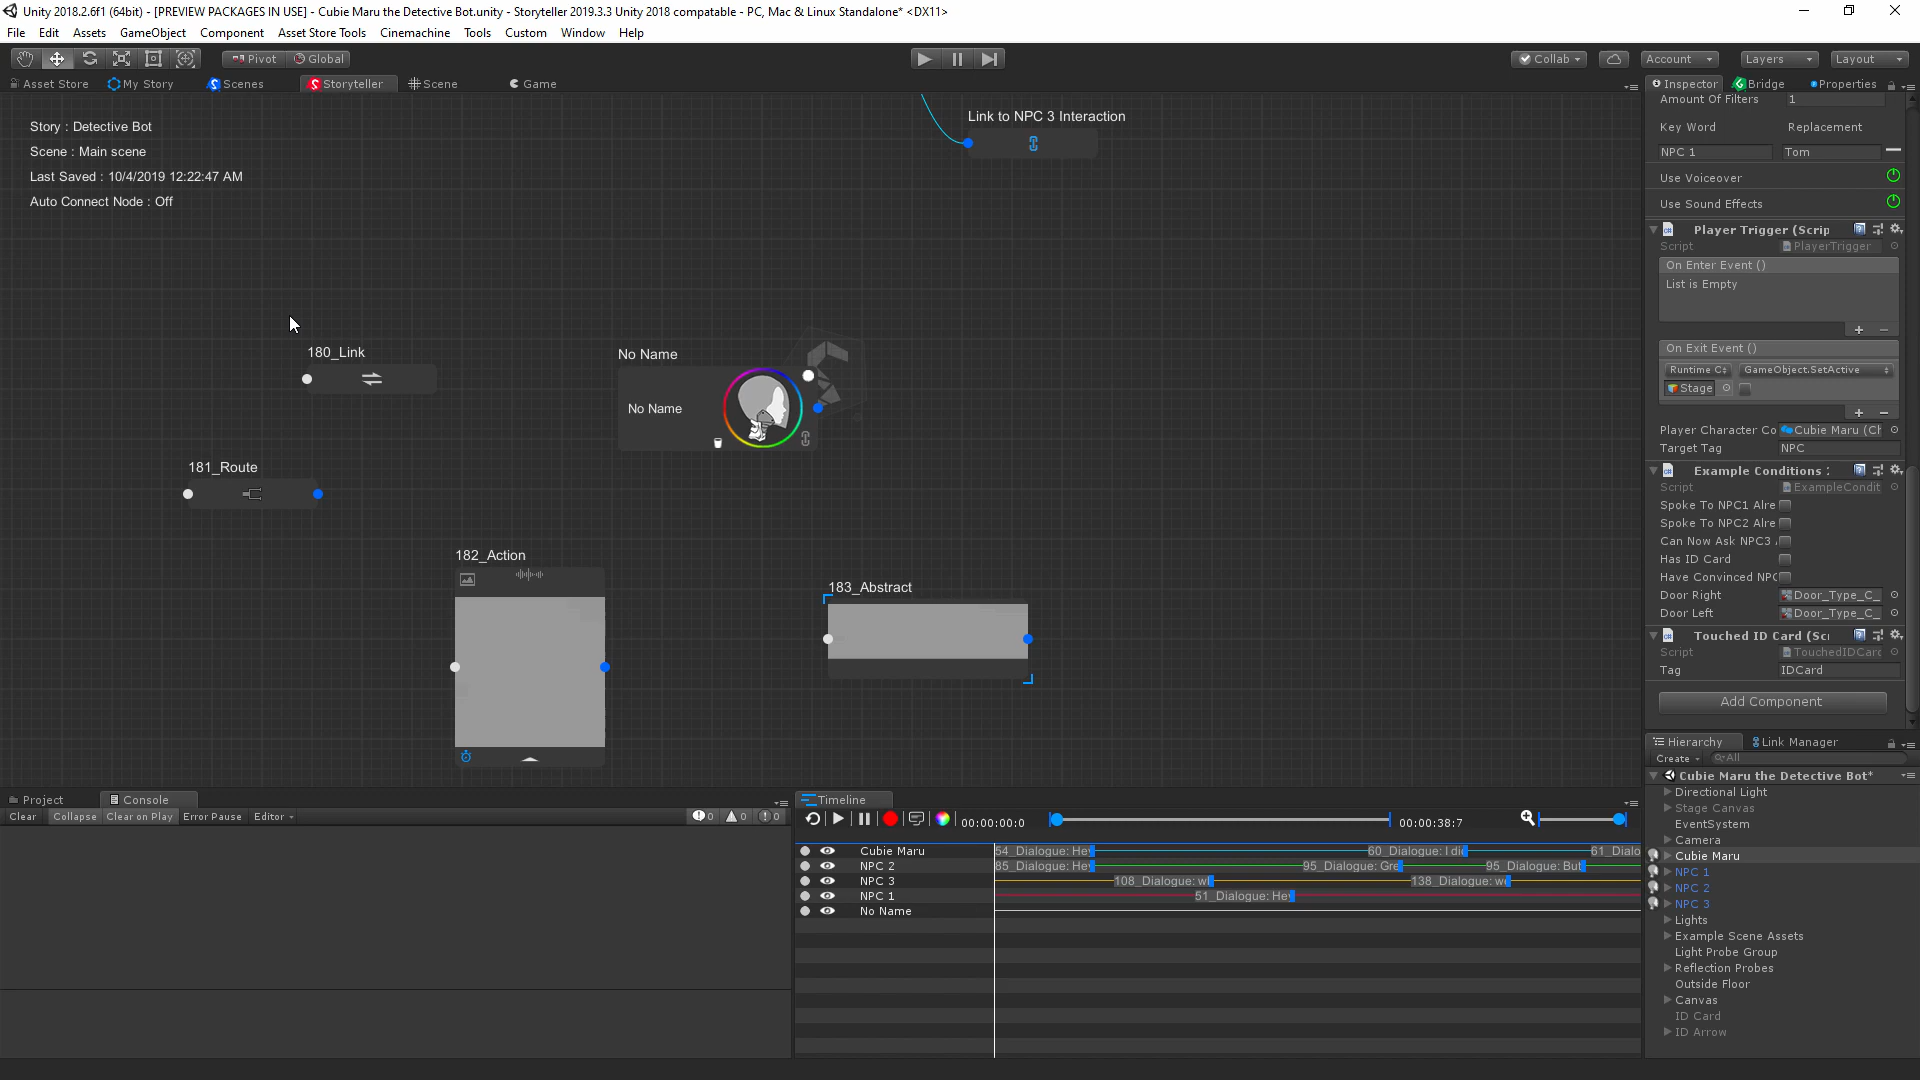 Unity 2018.2.6f1 (64bit) - [PREVIEW PACKAGES IN USE] - Cubie Maru the Detective Bot.unity - Storyteller 2019.3.3 Unity 2018 compatable - PC, Mac & Linux Standalone* <DX11>
File Edit Assets GameObject Component Asset Store Tools Cinemachine Tools Custom Window Help
Pivot Global Collab Account Layers Layout
Asset Store My Story Scenes Storyteller Scene Game
Inspector Bridge Properties
Story : Detective Bot
Scene : Main scene
Last Saved : 10/4/2019 12:22:47 AM
Auto Connect Node : Off
Link to NPC 3 Interaction
180_Link
No Name
No Name
181_Route
182_Action
183_Abstract
Amount Of Filters 1
Key Word Replacement
NPC 1 Tom
Use Voiceover
Use Sound Effects
Player Trigger (Scrip
Script PlayerTrigger
On Enter Event ()
List is Empty
+ −
On Exit Event ()
Runtime C GameObject.SetActive
Stage
+ −
Player Character Co Cubie Maru (Ch
Target Tag NPC
Example Conditions
Script ExampleCondit
Spoke To NPC1 Alre
Spoke To NPC2 Alre
Can Now Ask NPC3
Has ID Card
Have Convinced NPC
Door Right Door_Type_C_
Door Left Door_Type_C_
Touched ID Card (Sc
Script TouchedIDCard
Tag IDCard
Add Component
Hierarchy Link Manager
Create All
Cubie Maru the Detective Bot*
Directional Light
Stage Canvas
EventSystem
Camera
Cubie Maru
NPC 1
NPC 2
NPC 3
Lights
Example Scene Assets
Light Probe Group
Reflection Probes
Outside Floor
Canvas
ID Card
ID Arrow
Project Console
Clear Collapse Clear on Play Error Pause Editor 0 0 0
Timeline
00:00:00:0 00:00:38:7
Cubie Maru 54_Dialogue: He 60_Dialogue: I di 61_Dialo
NPC 2 85_Dialogue: He 95_Dialogue: Gre 95_Dialogue: But
NPC 3 108_Dialogue: wl 138_Dialogue: w
NPC 1 51_Dialogue: He
No Name